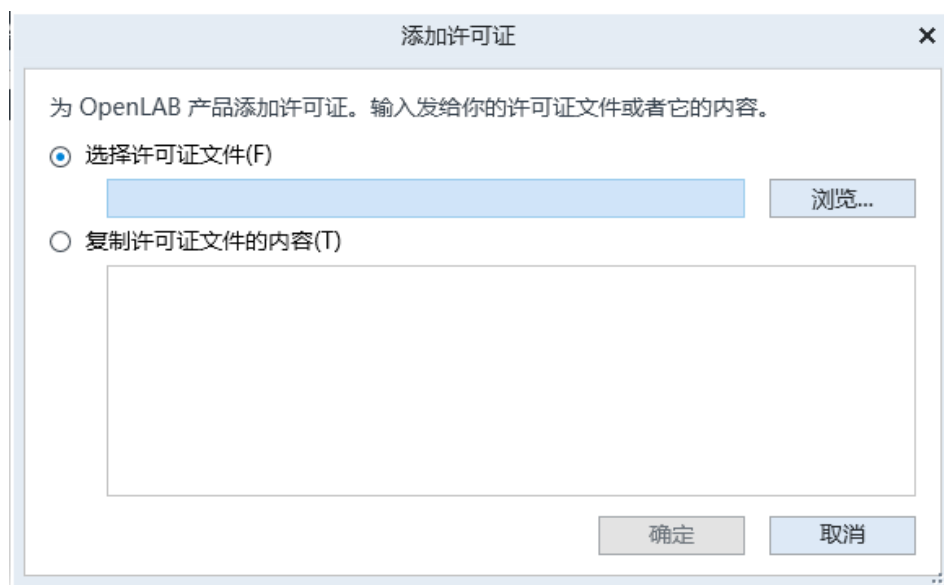 添加许可证
为 OpenLAB 产品添加许可证。输入发给你的许可证文件或者它的内容。
选择许可证文件(F)
浏览...
复制许可证文件的内容(T)
确定
取消